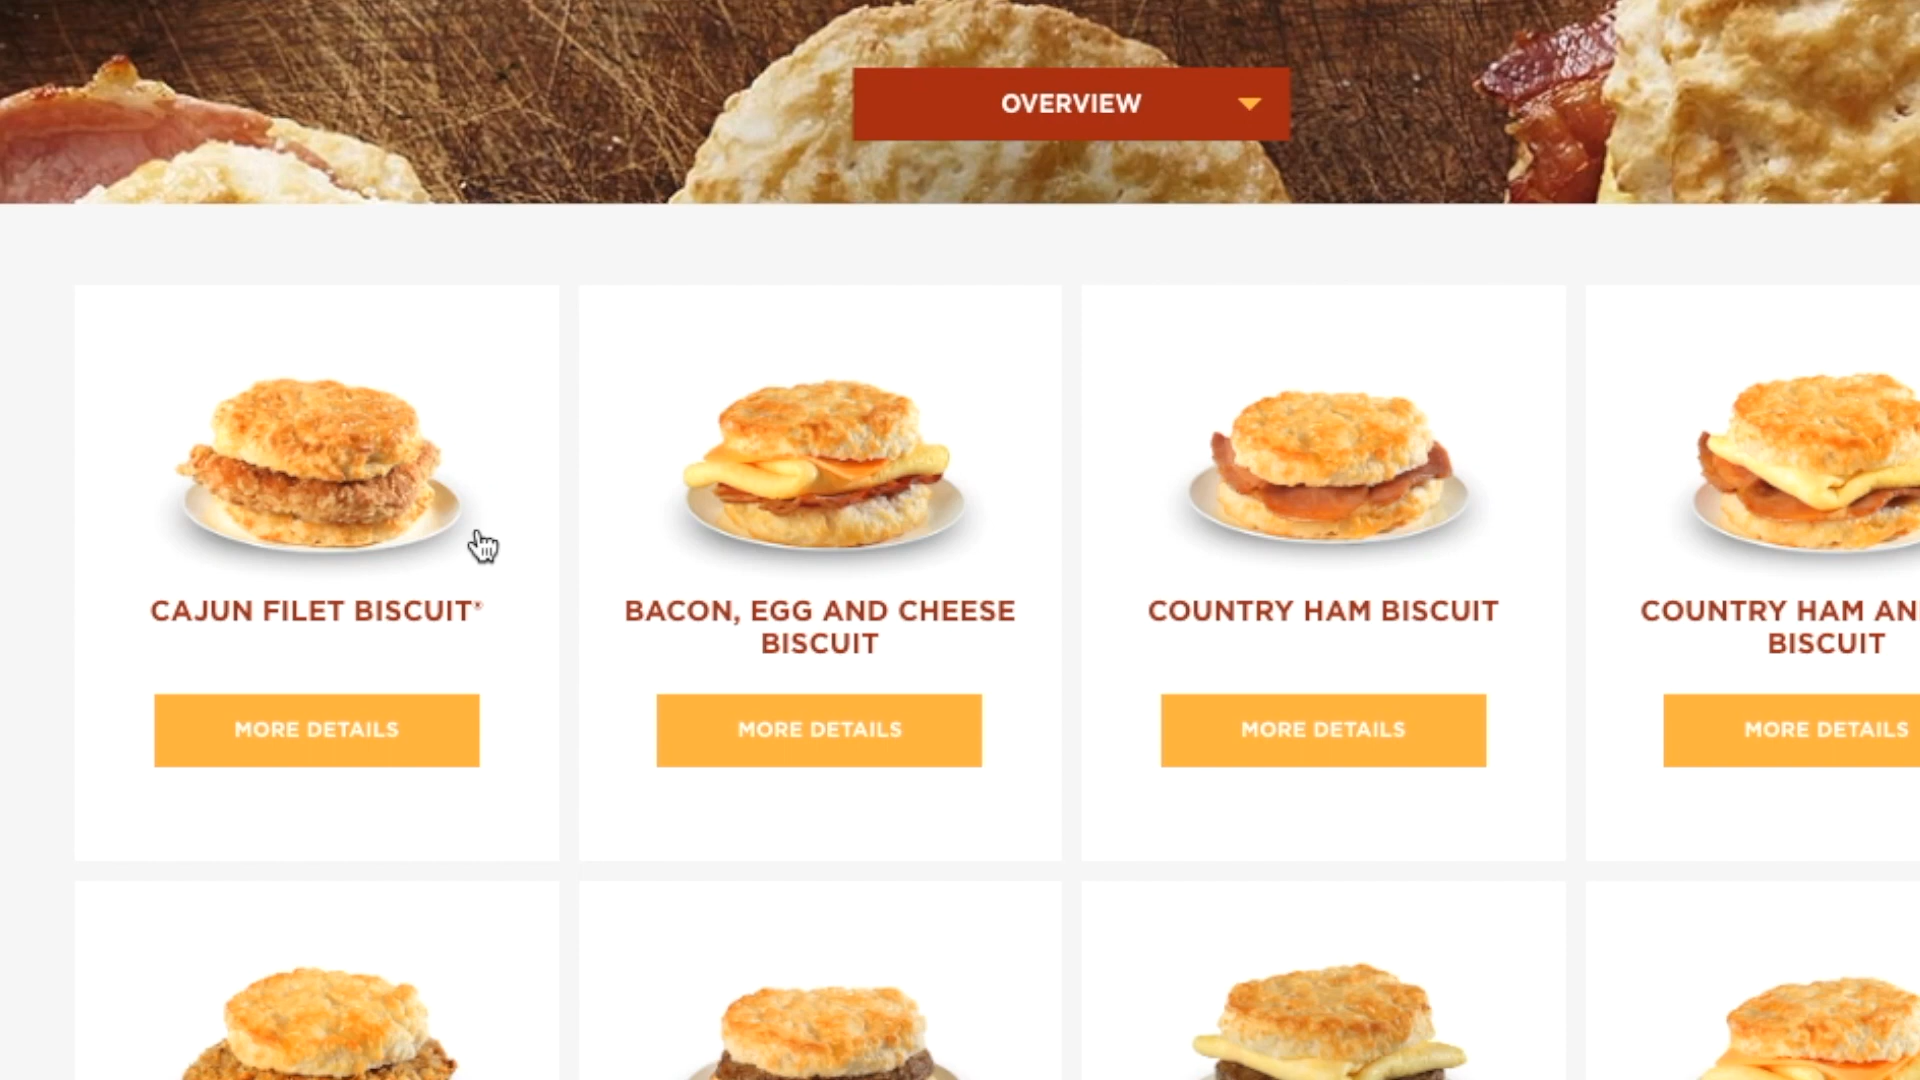 OVERVIEW
CAJUN FILET BISCUIT®
BACON, EGG AND CHEESE
BISCUIT
COUNTRY HAM BISCUIT
COUNTRY HAM AN
BISCUIT
MORE DETAILS
MORE DETAILS
MORE DETAILS
MORE DETAILS